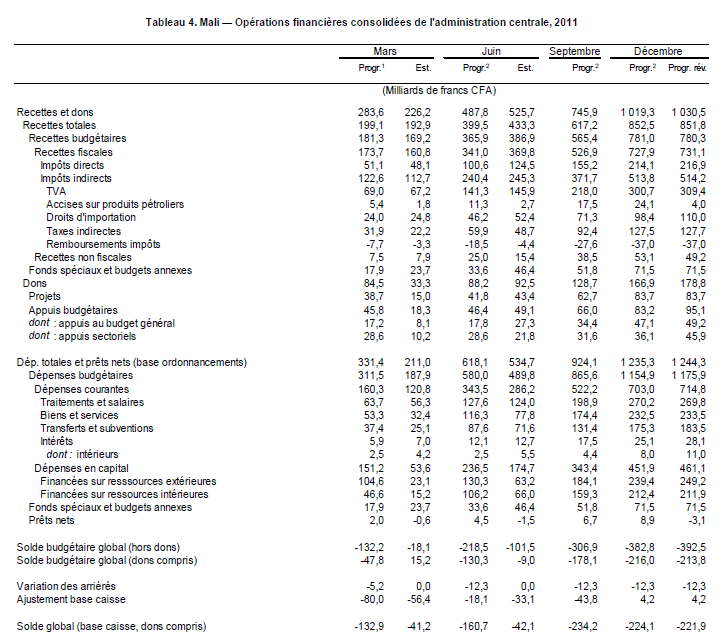 Tableau 4. Mali — Opérations financières consolidées de l'administration centrale, 2011
Mars Juin Septembre Décembre
Progr.¹ Est. Progr.² Est. Progr.² Progr.² Progr. rév.
(Milliards de francs CFA)
Recettes et dons 283,6 226,2 487,8 525,7 745,9 1 019,3 1 030,5
Recettes totales 199,1 192,9 399,5 433,3 617,2 852,5 851,8
Recettes budgétaires 181,3 169,2 365,9 386,9 565,4 781,0 780,3
Recettes fiscales 173,7 160,8 341,0 369,8 526,9 727,9 731,1
Impôts directs 51,1 48,1 100,6 124,5 155,2 214,1 216,9
Impôts indirects 122,6 112,7 240,4 245,3 371,7 513,8 514,2
TVA 69,0 67,2 141,3 145,9 218,0 300,7 309,4
Accises sur produits pétroliers 5,4 1,8 11,3 2,7 17,5 24,1 4,0
Droits d'importation 24,0 24,8 46,2 52,4 71,3 98,4 110,0
Taxes indirectes 31,9 22,2 59,9 48,7 92,4 127,5 127,7
Remboursements impôts -7,7 -3,3 -18,5 -4,4 -27,6 -37,0 -37,0
Recettes non fiscales 7,5 7,9 25,0 15,4 38,5 53,1 49,2
Fonds spéciaux et budgets annexes 17,9 23,7 33,6 46,4 51,8 71,5 71,5
Dons 84,5 33,3 88,2 92,5 128,7 166,9 178,8
Projets 38,7 15,0 41,8 43,4 62,7 83,7 83,7
Appuis budgétaires 45,8 18,3 46,4 49,1 66,0 83,2 95,1
dont : appuis au budget général 17,2 8,1 17,8 27,3 34,4 47,1 49,2
dont : appuis sectoriels 28,6 10,2 28,6 21,8 31,6 36,1 45,9
Dép. totales et prêts nets (base ordonnancements) 331,4 211,0 618,1 534,7 924,1 1 235,3 1 244,3
Dépenses budgétaires 311,5 187,9 580,0 489,8 865,6 1 154,9 1 175,9
Dépenses courantes 160,3 120,8 343,5 286,2 522,2 703,0 714,8
Traitements et salaires 63,7 56,3 127,6 124,0 198,9 270,2 269,8
Biens et services 53,3 32,4 116,3 77,8 174,4 232,5 233,5
Transferts et subventions 37,4 25,1 87,6 71,6 131,4 175,3 183,5
Intérêts 5,9 7,0 12,1 12,7 17,5 25,1 28,1
dont : intérieurs 2,5 4,2 2,5 5,5 4,4 8,0 11,0
Dépenses en capital 151,2 53,6 236,5 174,7 343,4 451,9 461,1
Financées sur resssources extérieures 104,6 23,1 130,3 63,2 184,1 239,4 249,2
Financées sur ressources intérieures 46,6 15,2 106,2 66,0 159,3 212,4 211,9
Fonds spéciaux et budgets annexes 17,9 23,7 33,6 46,4 51,8 71,5 71,5
Prêts nets 2,0 -0,6 4,5 -1,5 6,7 8,9 -3,1
Solde budgétaire global (hors dons) -132,2 -18,1 -218,5 -101,5 -306,9 -382,8 -392,5
Solde budgétaire global (dons compris) -47,8 15,2 -130,3 -9,0 -178,1 -216,0 -213,8
Variation des arriérés -5,2 0,0 -12,3 0,0 -12,3 -12,3 -12,3
Ajustement base caisse -80,0 -56,4 -18,1 -33,1 -43,8 4,2 4,2
Solde global (base caisse, dons compris) -132,9 -41,2 -160,7 -42,1 -234,2 -224,1 -221,9